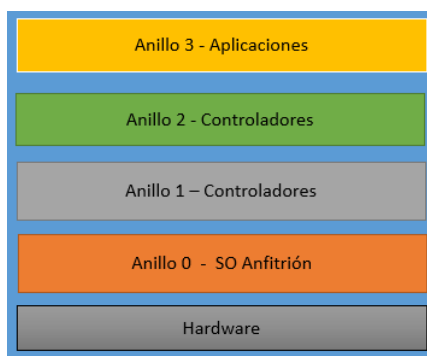 Anillo 3 - Aplicaciones
Anillo 2 - Controladores
Anillo 1 – Controladores
Anillo 0 - SO Anfitrión
Hardware